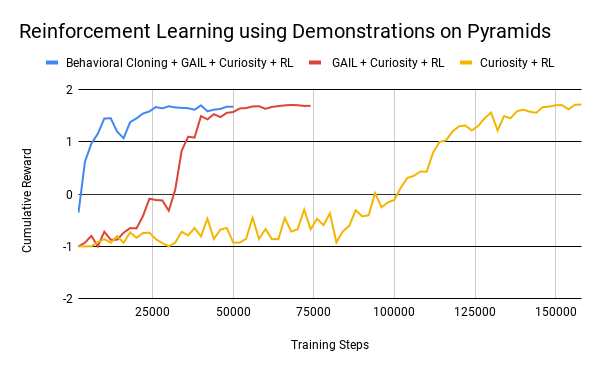 Reinforcement Learning using Demonstrations on Pyramids
Behavioral Cloning + GAIL + Curiosity + RL GAIL + Curiosity + RL Curiosity + RL
2
1
0
-1
-2
Cumulative Reward
25000 50000 75000 100000 125000 150000
Training Steps